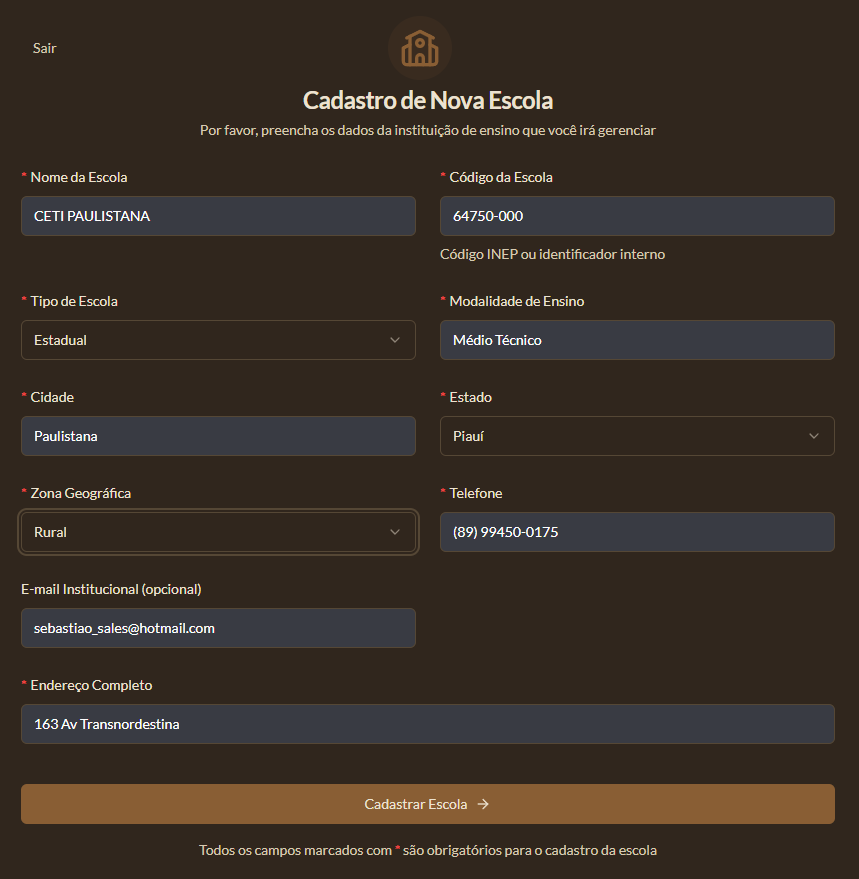 Sair
Cadastro de Nova Escola
Por favor, preencha os dados da instituição de ensino que você irá gerenciar
* Nome da Escola
CETI PAULISTANA
* Código da Escola
64750-000
Código INEP ou identificador interno
* Tipo de Escola
Estadual
* Modalidade de Ensino
Médio Técnico
* Cidade
Paulistana
* Estado
Piauí
* Zona Geográfica
Rural
* Telefone
(89) 99450-0175
E-mail Institucional (opcional)
sebastiao_sales@hotmail.com
* Endereço Completo
163 Av Transnordestina
Cadastrar Escola →
Todos os campos marcados com * são obrigatórios para o cadastro da escola